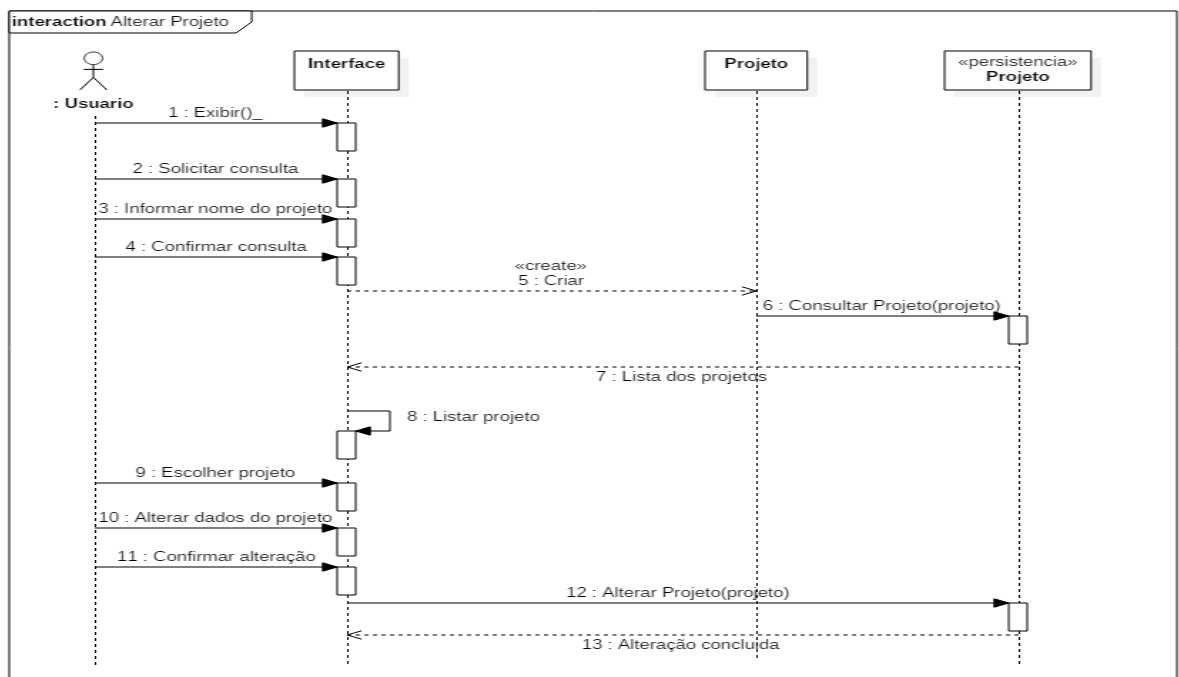 interaction Alterar Projeto
Interface
Projeto
«persistencia»
Projeto
: Usuario
1 : Exibir()_
2 : Solicitar consulta
3 : Informar nome do projeto
4 : Confirmar consulta
«create»
5 : Criar
6 : Consultar Projeto(projeto)
7 : Lista dos projetos
8 : Listar projeto
9 : Escolher projeto
10 : Alterar dados do projeto
11 : Confirmar alteração
12 : Alterar Projeto(projeto)
13 : Alteração concluida